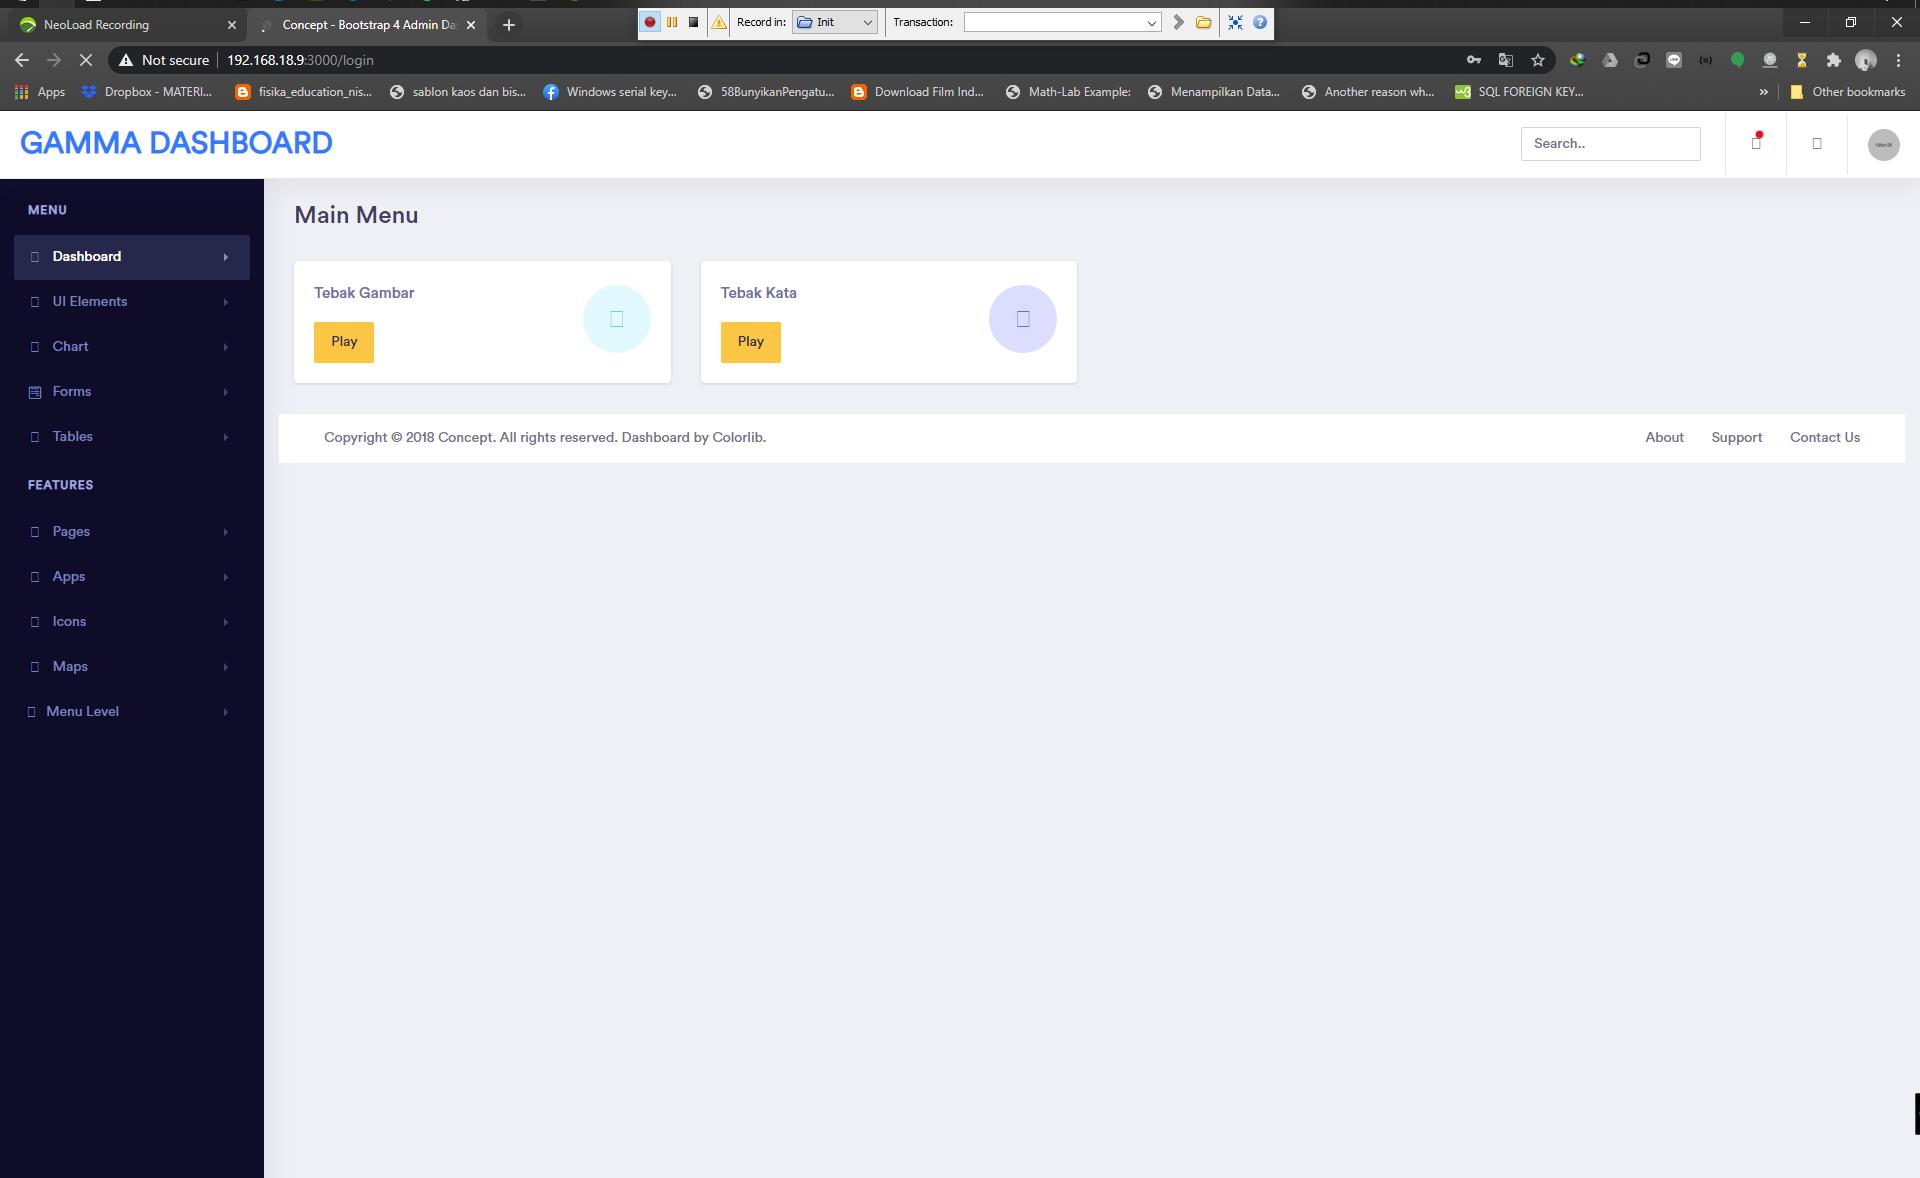 NeoLoad Recording
Concept - Bootstrap 4 Admin Da
Record in: Init Transaction:
Not secure 192.168.18.9:3000/login
Apps Dropbox - MATERI... fisika_education_nis... sablon kaos dan bis... Windows serial key... 58BunyikanPengatu... Download Film Ind... Math-Lab Example: Menampilkan Data... Another reason wh... SQL FOREIGN KEY... » Other bookmarks
GAMMA DASHBOARD
Search..
MENU
Dashboard
UI Elements
Chart
Forms
Tables
FEATURES
Pages
Apps
Icons
Maps
Menu Level
Main Menu
Tebak Gambar
Play
Tebak Kata
Play
Copyright © 2018 Concept. All rights reserved. Dashboard by Colorlib.
About Support Contact Us